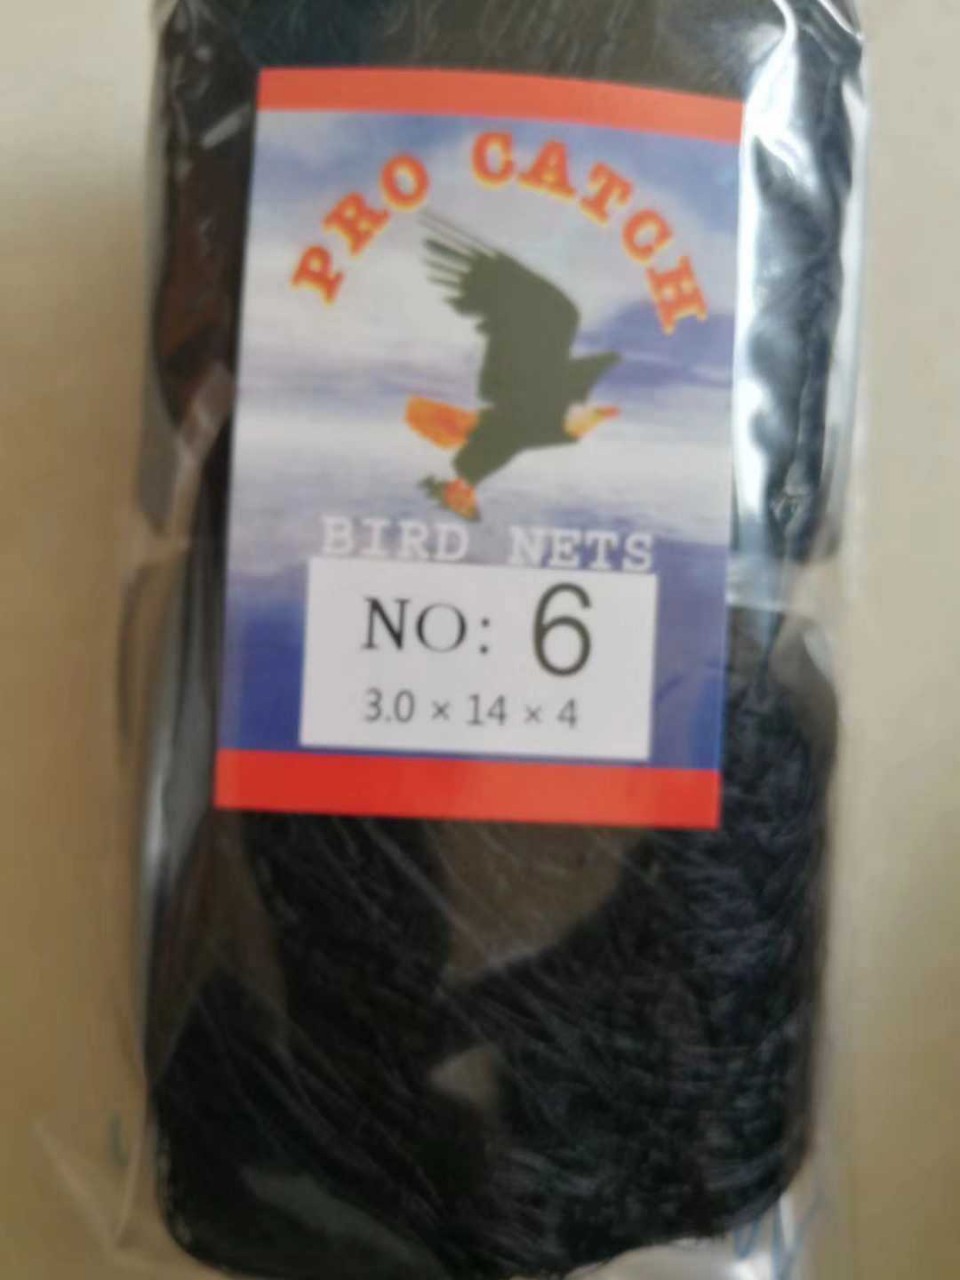 PRO CATCH
BIRD NETS
NO: 6
3.0 × 14 × 4